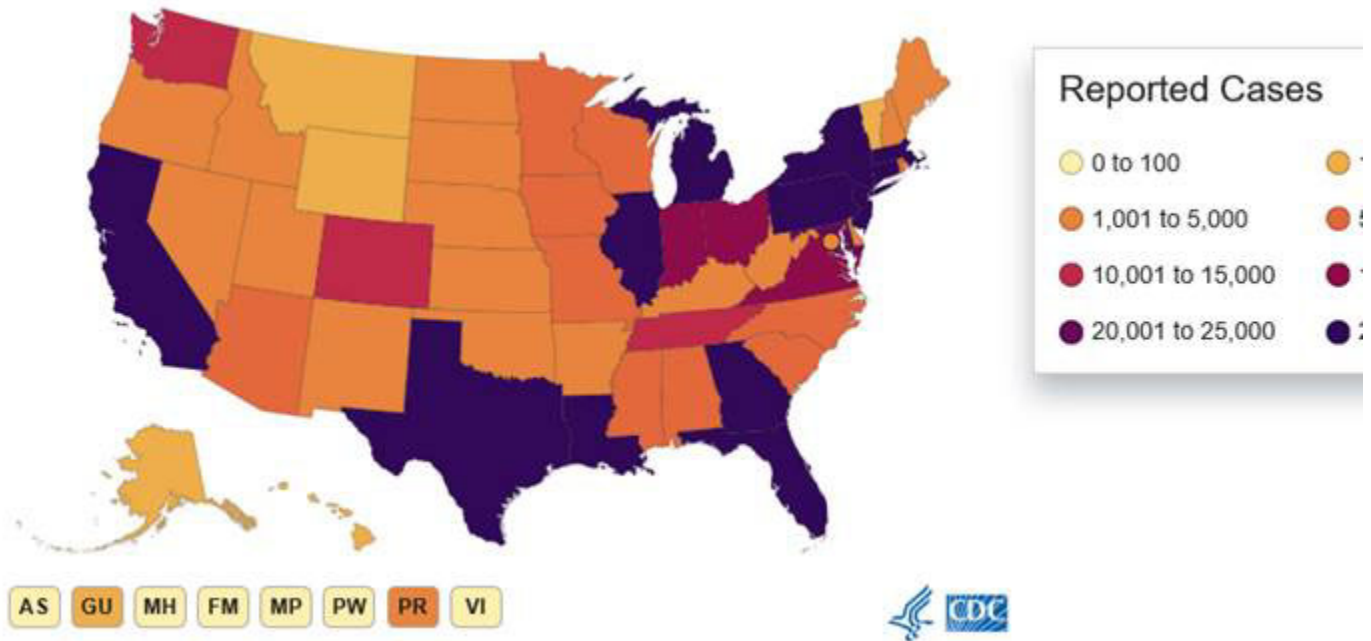 Reported Cases
0 to 100
1,001 to 5,000
10,001 to 15,000
20,001 to 25,000
AS GU MH FM MP PW PR VI
CDC